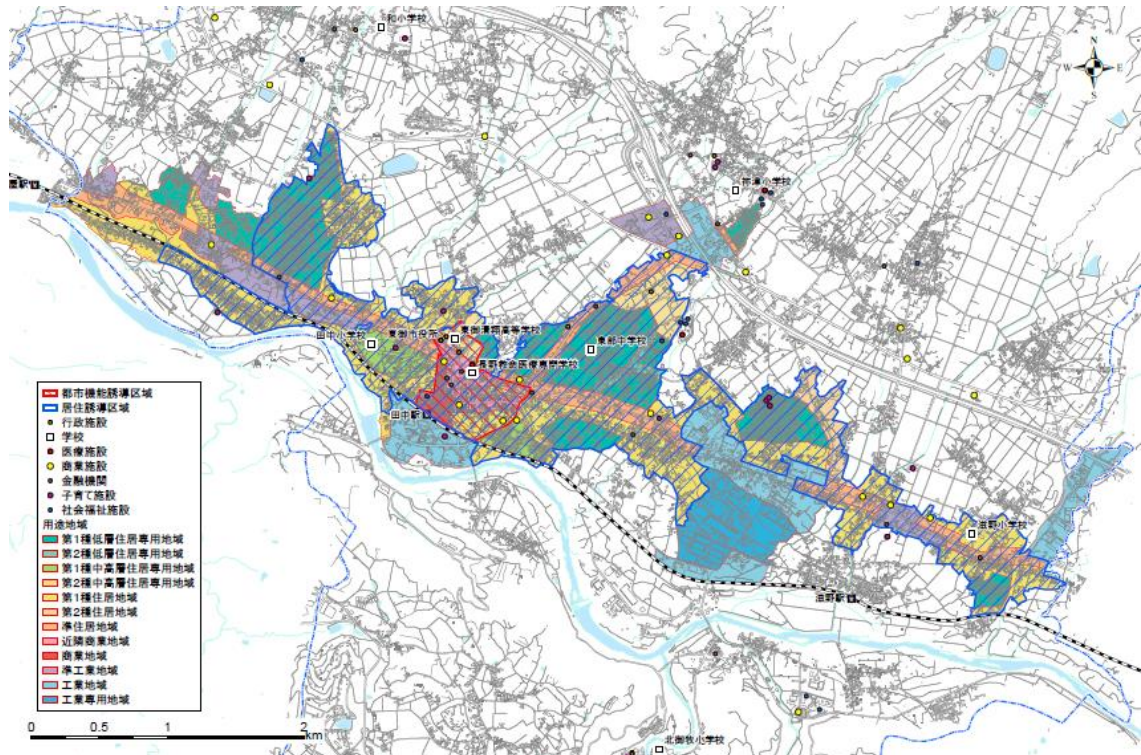 和小学校
N
W E
S
屋駅
祢津小学校
田中小学校
東御市役所
東御清翔高等学校
東部中学校
長野救命医療専門学校
田中駅
滋野小学校
滋野駅
北御牧小学校
都市機能誘導区域
居住誘導区域
行政施設
学校
医療施設
商業施設
金融機関
子育て施設
社会福祉施設
用途地域
第1種低層住居専用地域
第2種低層住居専用地域
第1種中高層住居専用地域
第2種中高層住居専用地域
第1種住居地域
第2種住居地域
準住居地域
近隣商業地域
商業地域
準工業地域
工業地域
工業専用地域
0 0.5 1 2
km